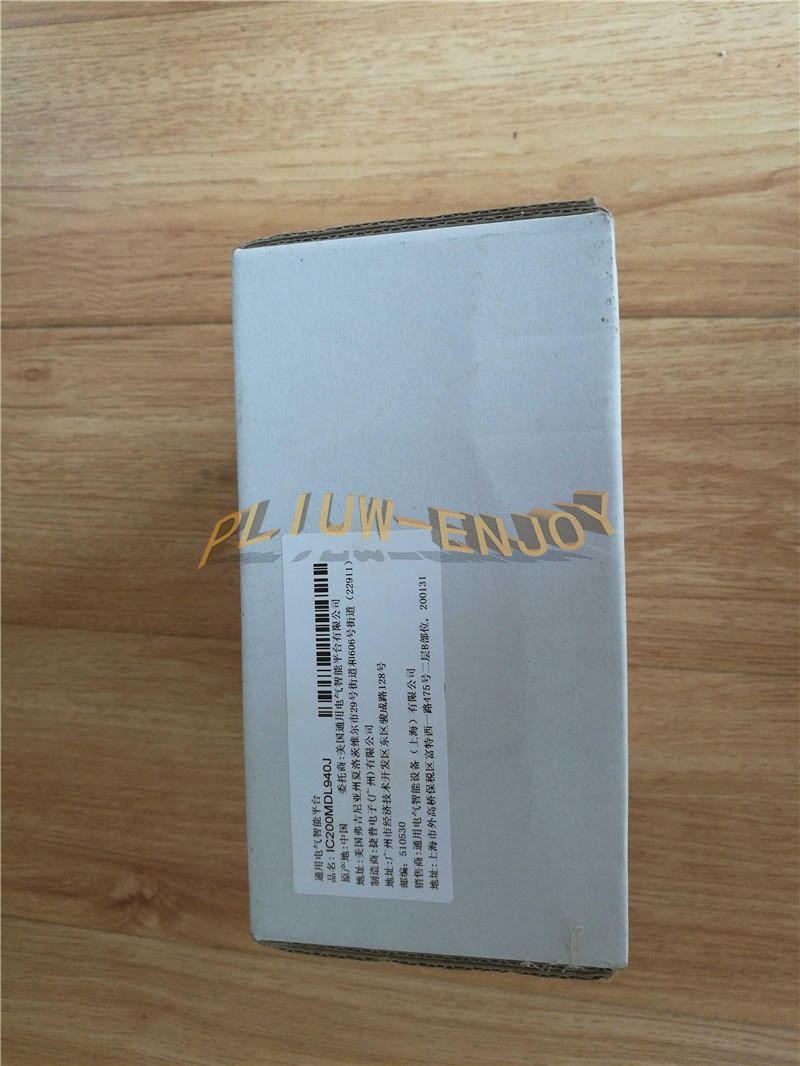 PLIUW-ENJOY
通用电气智能平台
品名: IC200MDL940J
原产地:中国 委托商:美国通用电气智能平台有限公司
地址:美国弗吉尼亚州夏洛茨维尔市29号街道和606号街道 (22911)
制造商:捷普电子(广州)有限公司
地址:广州市经济技术开发区东区骏成路128号
邮编: 510530
销售商:通用电气智能设备(上海)有限公司
地址:上海市外高桥保税区富特西一路475号二层B部位, 200131